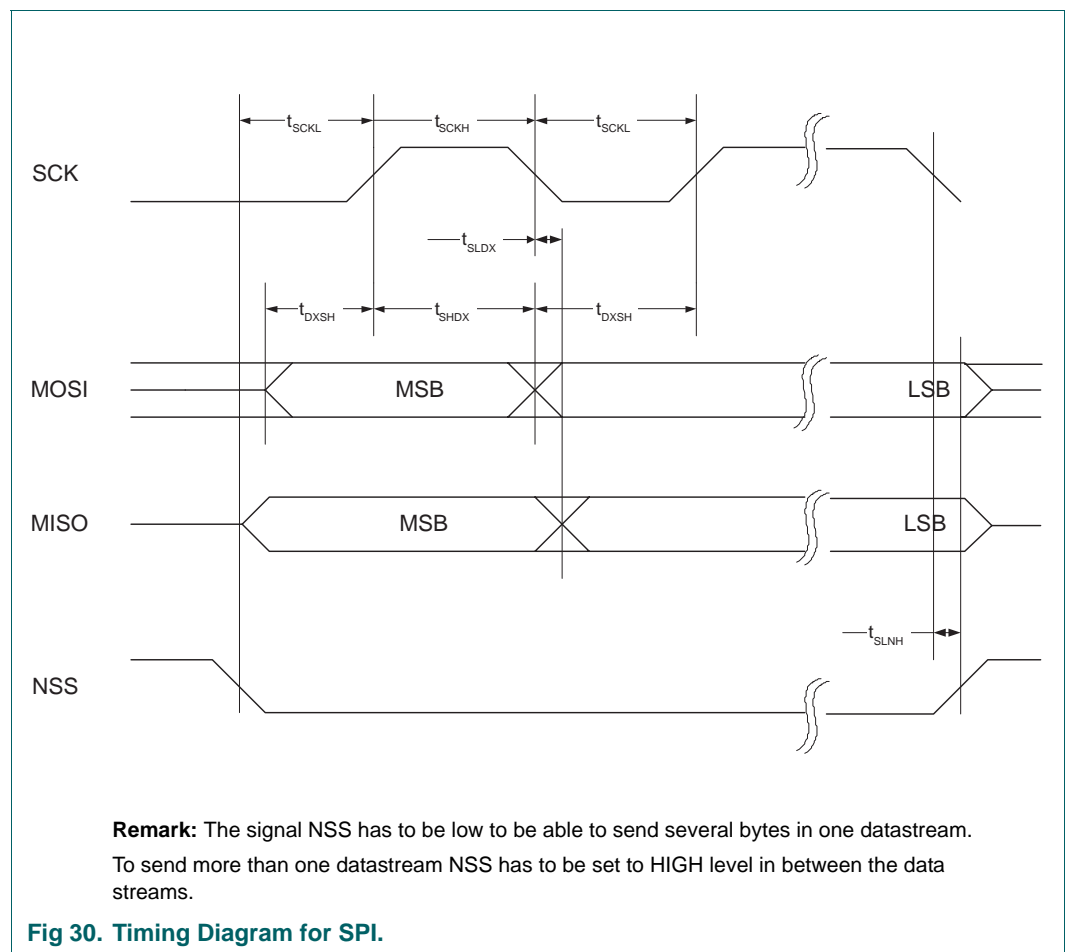 tSCKL tSCKH tSCKL
SCK
tSLDX
tDXSH tSHDX tDXSH
MOSI MSB LSB
MISO MSB LSB
tSLNH
NSS
Remark: The signal NSS has to be low to be able to send several bytes in one datastream.
To send more than one datastream NSS has to be set to HIGH level in between the data
streams.
Fig 30. Timing Diagram for SPI.